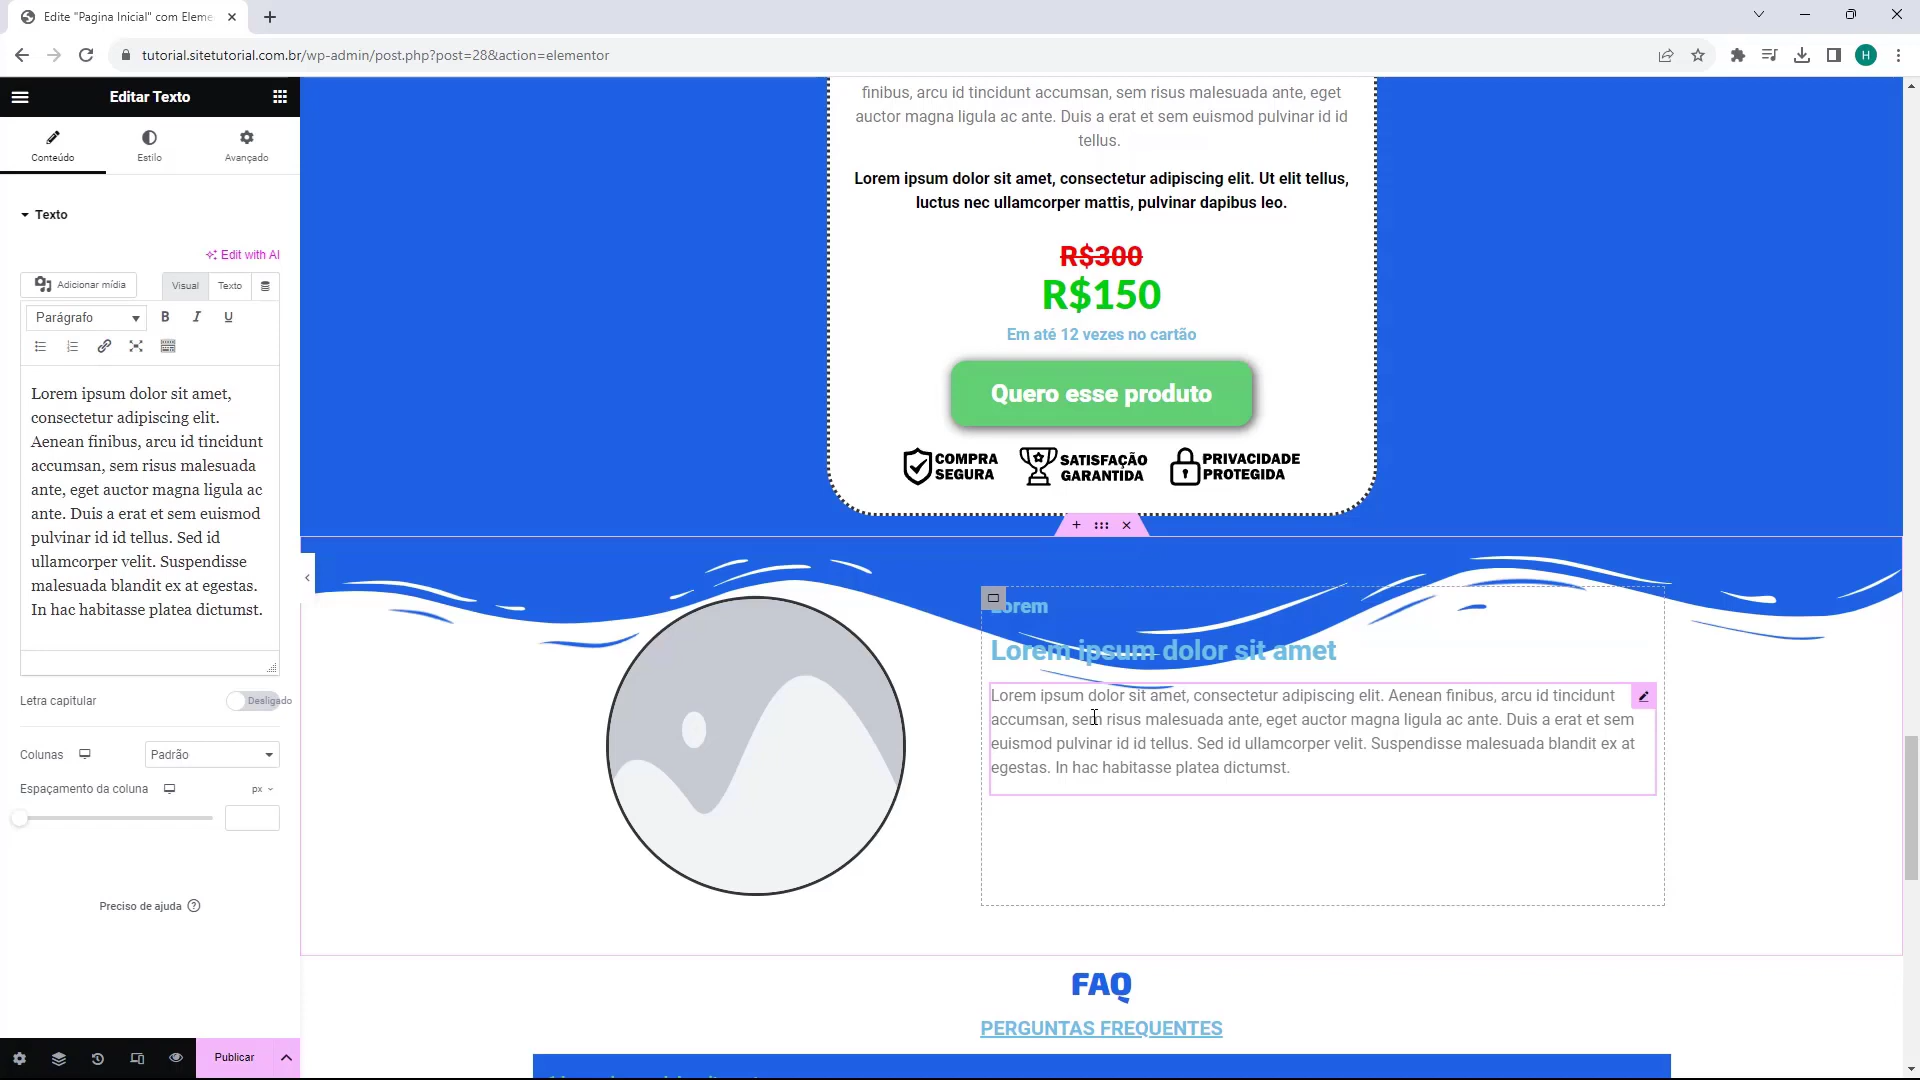 Edite "Pagina Inicial" com Eleme
tutorial.sitetutorial.com.br/wp-admin/post.php?post=28&action=elementor
H
Editar Texto
Conteúdo
Estilo
Avançado
Texto
Edit with AI
Adicionar mídia
Visual
Texto
Parágrafo
B
I
U
Lorem ipsum dolor sit amet,
consectetur adipiscing elit.
Aenean finibus, arcu id tincidunt
accumsan, sem risus malesuada
ante, eget auctor magna ligula ac
ante. Duis a erat et sem euismod
pulvinar id id tellus. Sed id
ullamcorper velit. Suspendisse
malesuada blandit ex at egestas.
In hac habitasse platea dictumst.
Letra capitular
Desligado
Colunas
Padrão
Espaçamento da coluna
px
Preciso de ajuda
Publicar
finibus, arcu id tincidunt accumsan, sem risus malesuada ante, eget
auctor magna ligula ac ante. Duis a erat et sem euismod pulvinar id id
tellus.
Lorem ipsum dolor sit amet, consectetur adipiscing elit. Ut elit tellus,
luctus nec ullamcorper mattis, pulvinar dapibus leo.
R$300
R$150
Em até 12 vezes no cartão
Quero esse produto
COMPRA
SEGURA
SATISFAÇÃO
GARANTIDA
PRIVACIDADE
PROTEGIDA
Lorem
Lorem ipsum dolor sit amet
Lorem ipsum dolor sit amet, consectetur adipiscing elit. Aenean finibus, arcu id tincidunt
accumsan, sem risus malesuada ante, eget auctor magna ligula ac ante. Duis a erat et sem
euismod pulvinar id id tellus. Sed id ullamcorper velit. Suspendisse malesuada blandit ex at
egestas. In hac habitasse platea dictumst.
FAQ
PERGUNTAS FREQUENTES